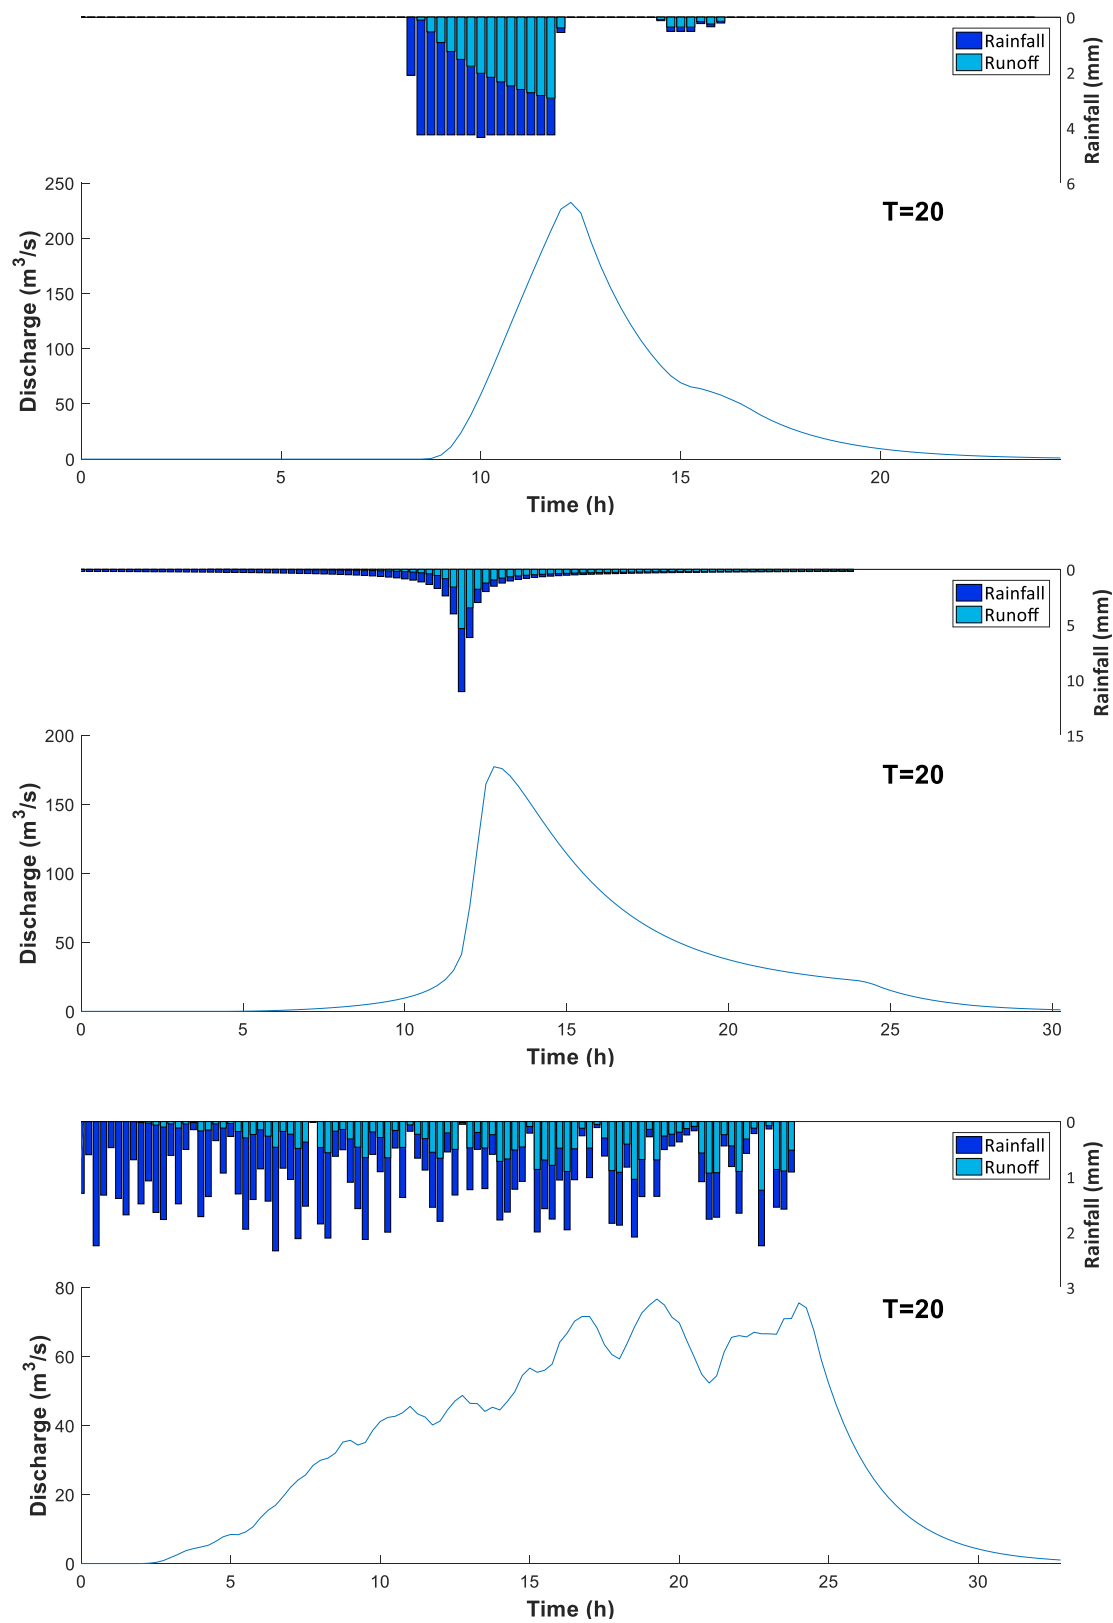 0
Rainfall
Runoff
2
4
6
Rainfall (mm)
250
200
150
100
50
0
Discharge (m³/s)
T=20
0 5 10 15 20
Time (h)
0
Rainfall
Runoff
5
10
15
Rainfall (mm)
200
150
100
50
0
Discharge (m³/s)
T=20
0 5 10 15 20 25 30
Time (h)
0
Rainfall
Runoff
1
2
3
Rainfall (mm)
80
60
40
20
0
Discharge (m³/s)
T=20
0 5 10 15 20 25 30
Time (h)